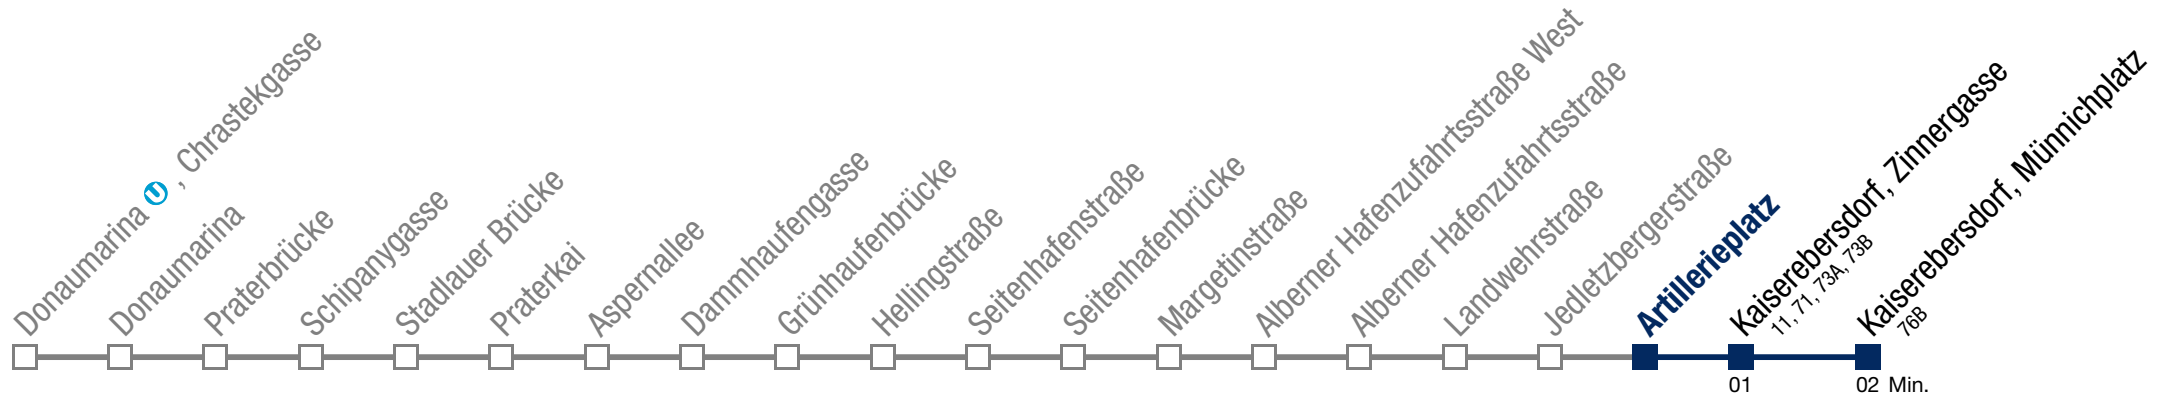 Donaumarina U, Chrastekgasse
Donaumarina
Praterbrücke
Schipanygasse
Stadlauer Brücke
Praterkai
Aspernallee
Dammhaufengasse
Grünhaufenbrücke
Hellingstraße
Seitenhafenstraße
Seitenhafenbrücke
Margetinstraße
Alberner Hafenzufahrtsstraße West
Alberner Hafenzufahrtsstraße
Landwehrstraße
Jedletzbergerstraße
Artillerieplatz
Kaiserebersdorf, Zinnergasse
11, 71, 73A, 73B
Kaiserebersdorf, Münnichplatz
76B
01
02 Min.